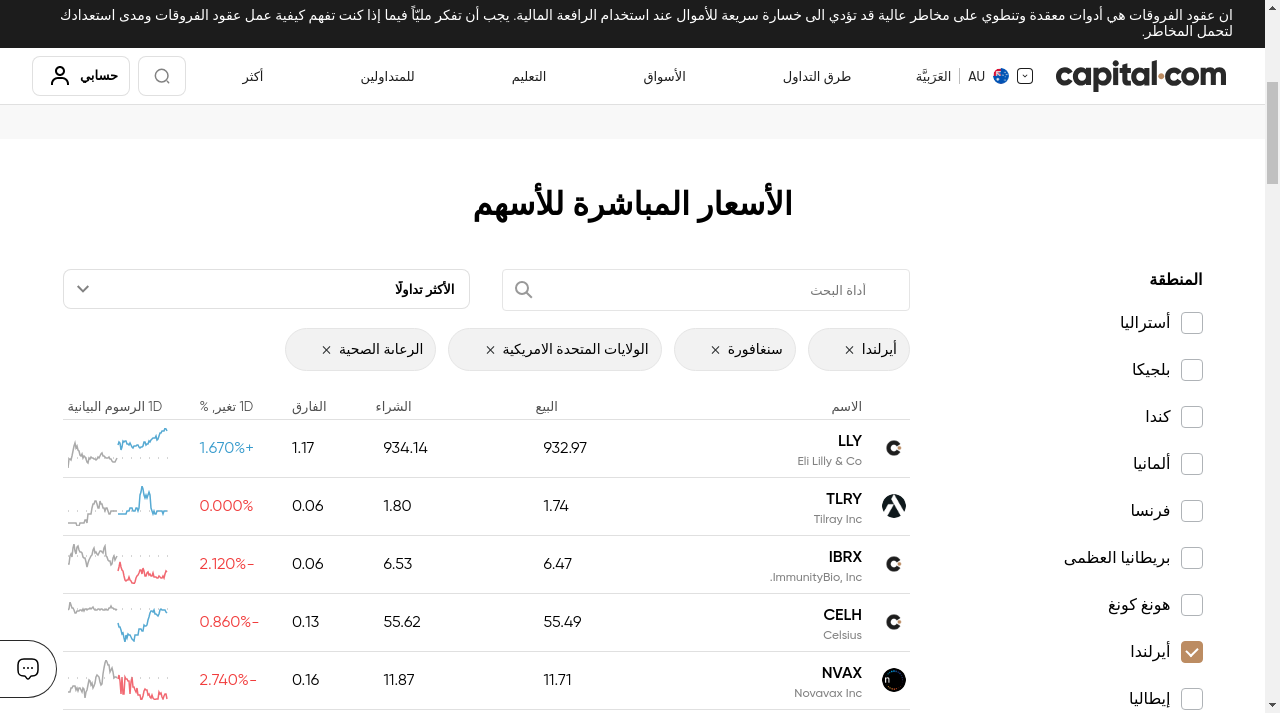 ان عقود الفروقات هي أدوات معقدة وتنطوي على مخاطر عالية قد تؤدي الى خسارة سريعة للأموال عند استخدام الرافعة المالية. يجب أن تفكر مليّاً فيما إذا كنت تفهم كيفية عمل عقود الفروقات ومدى استعدادك
لتحمل المخاطر.
capital.com
AU العَرَبيَّة
طرق التداول
الأسواق
التعليم
للمتداولين
أكثر
حسابي
الأسعار المباشرة للأسهم
المنطقة
أستراليا
بلجيكا
كندا
ألمانيا
فرنسا
بريطانيا العظمى
هونغ كونغ
أيرلندا
إيطاليا
أداة البحث
الأكثر تداولًا
أيرلندا ×
سنغافورة ×
الولايات المتحدة الامريكية ×
الرعاية الصحية ×
الاسم البيع الشراء الفارق 1D تغير, % 1D الرسوم البيانية
LLY 932.97 934.14 1.17 +1.670%
Eli Lilly & Co
TLRY 1.74 1.80 0.06 0.000%
Tilray Inc
IBRX 6.47 6.53 0.06 -2.120%
ImmunityBio, Inc.
CELH 55.49 55.62 0.13 -0.860%
Celsius
NVAX 11.71 11.87 0.16 -2.740%
Novavax Inc